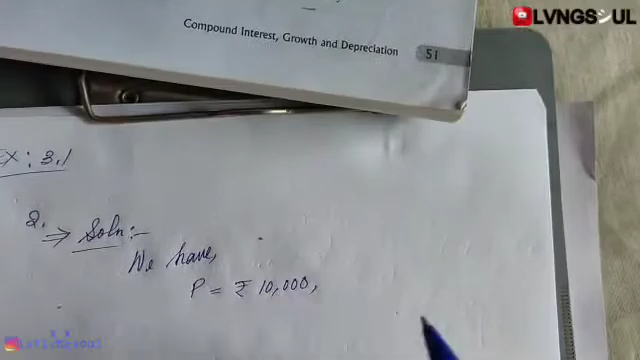 LVNGSOUL
Compound Interest, Growth and Depreciation 51
EX: 3.1
2. ⇒ Soln:-
We have,
P = ₹ 10,000,